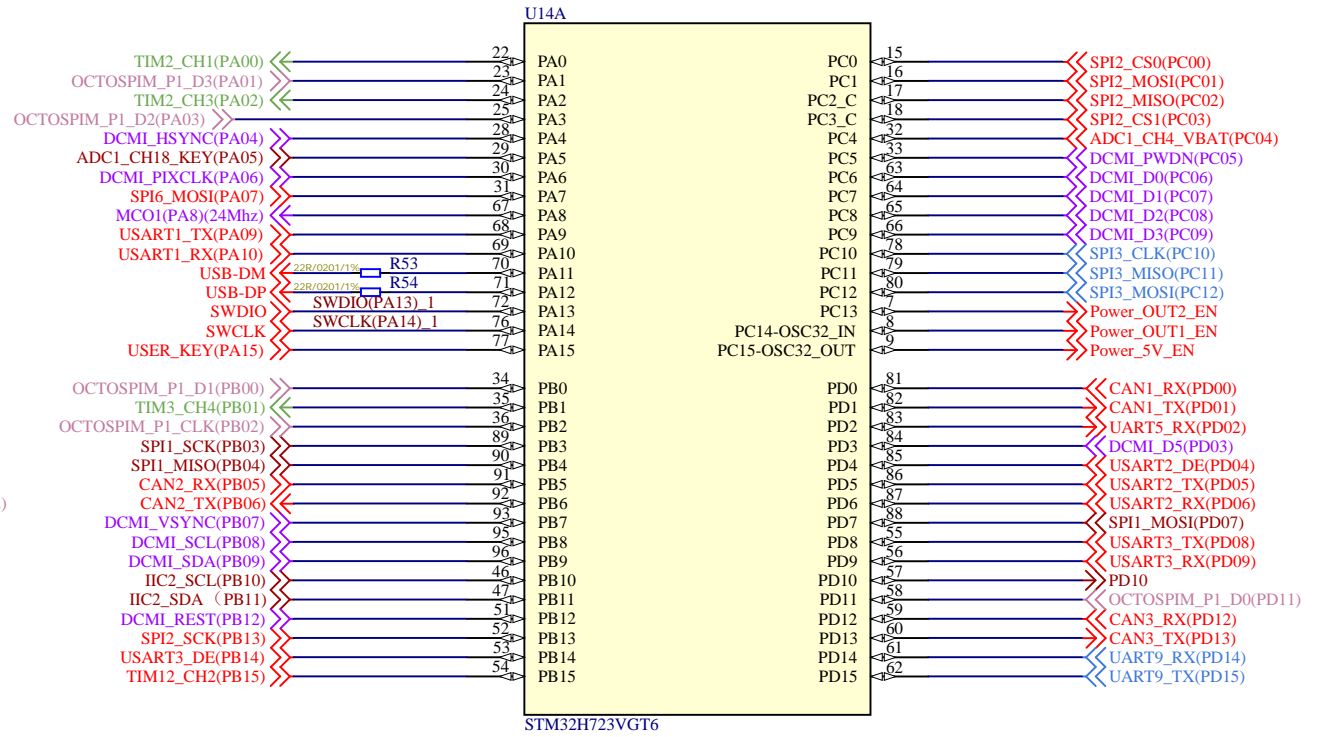 U14A
TIM2_CH1(PA00) 22 PA0 PC0 15 SPI2_CS0(PC00)
OCTOSPIM_P1_D3(PA01) 23 PA1 PC1 16 SPI2_MOSI(PC01)
TIM2_CH3(PA02) 24 PA2 PC2_C 17 SPI2_MISO(PC02)
OCTOSPIM_P1_D2(PA03) 25 PA3 PC3_C 18 SPI2_CS1(PC03)
DCMI_HSYNC(PA04) 28 PA4 PC4 32 ADC1_CH4_VBAT(PC04)
ADC1_CH18_KEY(PA05) 29 PA5 PC5 33 DCMI_PWDN(PC05)
DCMI_PIXCLK(PA06) 30 PA6 PC6 63 DCMI_D0(PC06)
SPI6_MOSI(PA07) 31 PA7 PC7 64 DCMI_D1(PC07)
MCO1(PA8)(24Mhz) 67 PA8 PC8 65 DCMI_D2(PC08)
USART1_TX(PA09) 68 PA9 PC9 66 DCMI_D3(PC09)
USART1_RX(PA10) 69 PA10 PC10 78 SPI3_CLK(PC10)
USB-DM 22R/0201/1% R53 70 PA11 PC11 79 SPI3_MISO(PC11)
USB-DP 22R/0201/1% R54 71 PA12 PC12 80 SPI3_MOSI(PC12)
SWDIO SWDIO(PA13)_1 72 PA13 PC13 7 Power_OUT2_EN
SWCLK SWCLK(PA14)_1 76 PA14 PC14-OSC32_IN 8 Power_OUT1_EN
USER_KEY(PA15) 77 PA15 PC15-OSC32_OUT 9 Power_5V_EN
OCTOSPIM_P1_D1(PB00) 34 PB0 PD0 81 CAN1_RX(PD00)
TIM3_CH4(PB01) 35 PB1 PD1 82 CAN1_TX(PD01)
OCTOSPIM_P1_CLK(PB02) 36 PB2 PD2 83 UART5_RX(PD02)
SPI1_SCK(PB03) 89 PB3 PD3 84 DCMI_D5(PD03)
SPI1_MISO(PB04) 90 PB4 PD4 85 USART2_DE(PD04)
CAN2_RX(PB05) 91 PB5 PD5 86 USART2_TX(PD05)
) CAN2_TX(PB06) 92 PB6 PD6 87 USART2_RX(PD06)
DCMI_VSYNC(PB07) 93 PB7 PD7 88 SPI1_MOSI(PD07)
DCMI_SCL(PB08) 95 PB8 PD8 55 USART3_TX(PD08)
DCMI_SDA(PB09) 96 PB9 PD9 56 USART3_RX(PD09)
IIC2_SCL(PB10) 46 PB10 PD10 57 PD10
IIC2_SDA（PB11) 47 PB11 PD11 58 OCTOSPIM_P1_D0(PD11)
DCMI_REST(PB12) 51 PB12 PD12 59 CAN3_RX(PD12)
SPI2_SCK(PB13) 52 PB13 PD13 60 CAN3_TX(PD13)
USART3_DE(PB14) 53 PB14 PD14 61 UART9_RX(PD14)
TIM12_CH2(PB15) 54 PB15 PD15 62 UART9_TX(PD15)
STM32H723VGT6